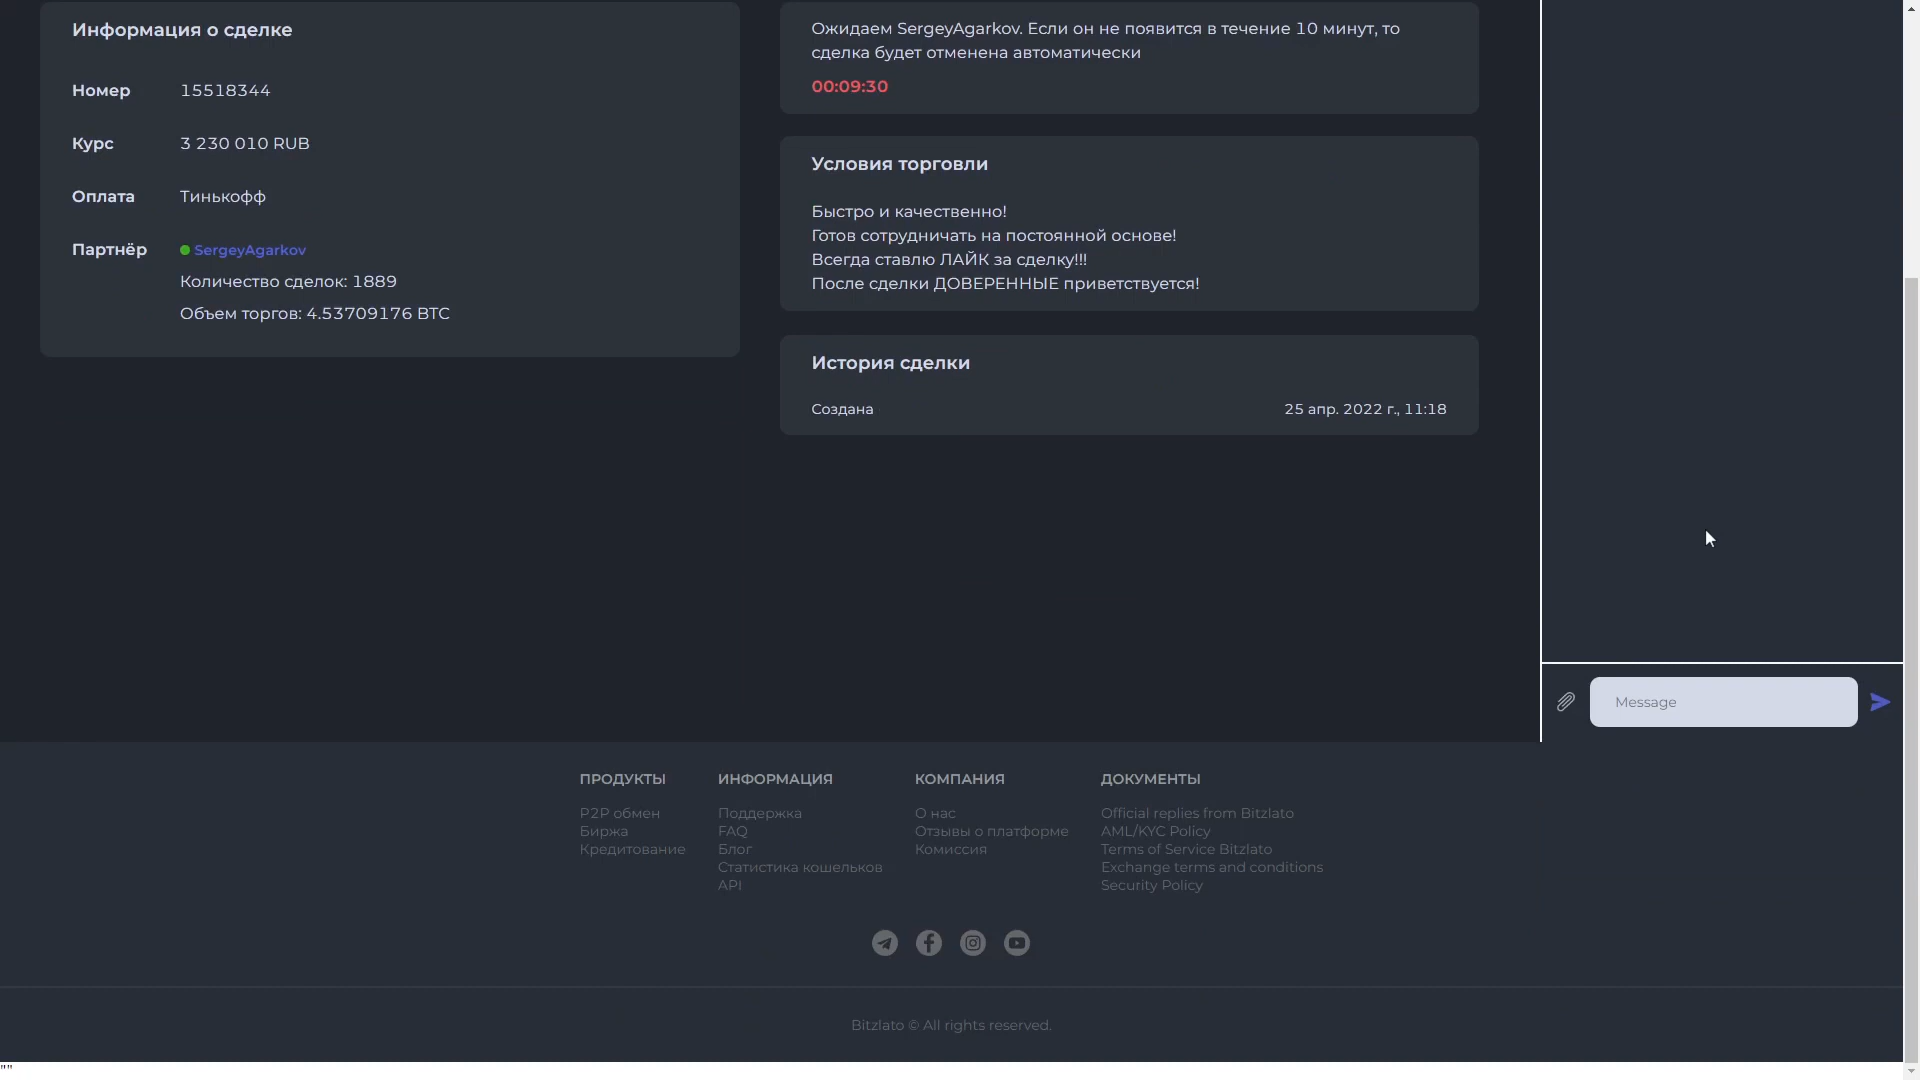 Информация о сделке
Номер 15518344
Курс 3 230 010 RUB
Оплата Тинькофф
Партнёр SergeyAgarkov
Количество сделок: 1889
Объем торгов: 4.53709176 BTC
Ожидаем SergeyAgarkov. Если он не появится в течение 10 минут, то
сделка будет отменена автоматически
00:09:30
Условия торговли
Быстро и качественно!
Готов сотрудничать на постоянной основе!
Всегда ставлю ЛАЙК за сделку!!!
После сделки ДОВЕРЕННЫЕ приветствуется!
История сделки
Создана 25 апр. 2022 г., 11:18
Message
ПРОДУКТЫ
P2P обмен
Биржа
Кредитование
ИНФОРМАЦИЯ
Поддержка
FAQ
Блог
Статистика кошельков
API
КОМПАНИЯ
О нас
Отзывы о платформе
Комиссия
ДОКУМЕНТЫ
Official replies from Bitzlato
AML/KYC Policy
Terms of Service Bitzlato
Exchange terms and conditions
Security Policy
Bitzlato © All rights reserved.
""